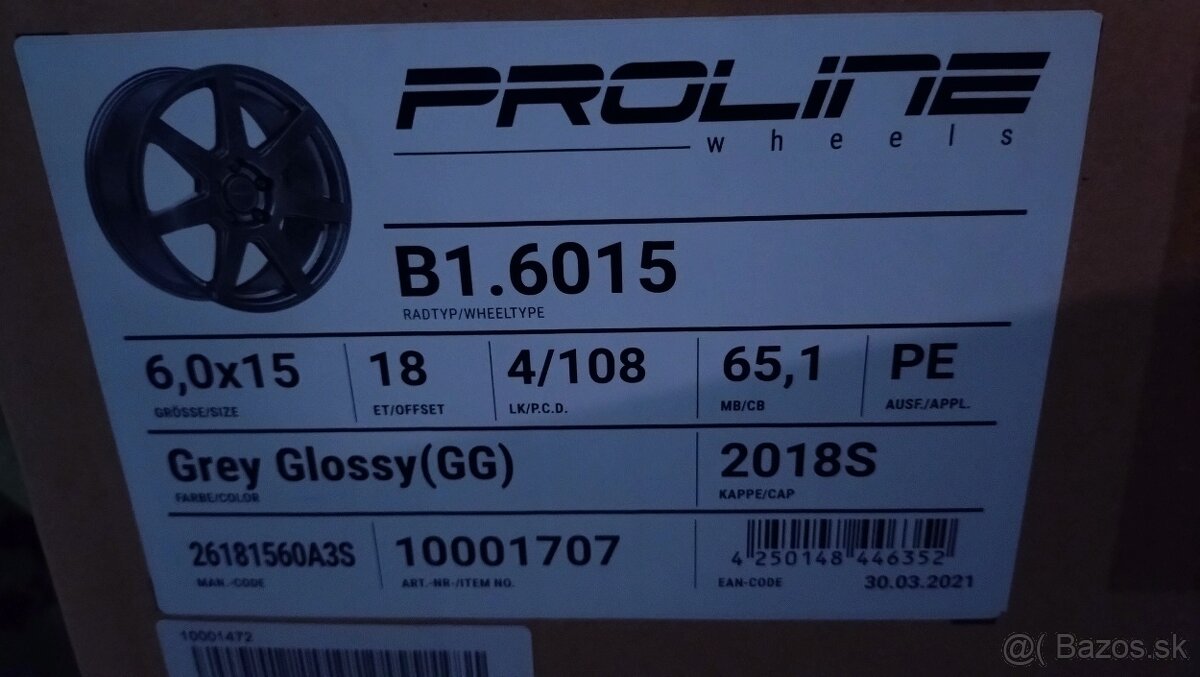 PROLINE
wheels
B1.6015
RADTYP/WHEELTYPE
6,0x15 18 4/108 65,1 PE
GRÖSSE/SIZE ET/OFFSET LK/P.C.D. MB/CB AUSF./APPL.
Grey Glossy(GG) 2018S
FARBE/COLOR KAPPE/CAP
26181560A3S 10001707 4 250148 446352
MAN.-CODE ART.-NR-/ITEM NO. EAN-CODE 30.03.2021
10001472
@( Bazos.sk